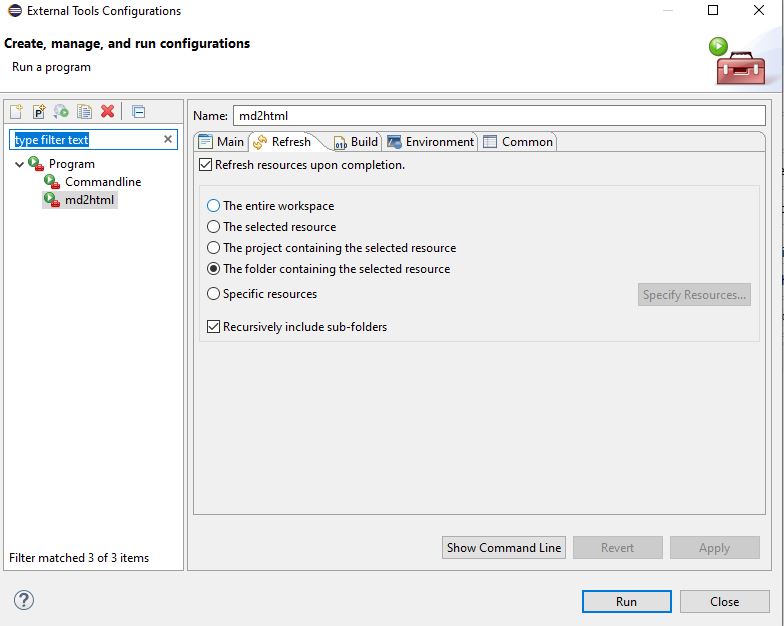 External Tools Configurations
Create, manage, and run configurations
Run a program
Name: md2html
type filter text
Main Refresh Build Environment Common
Program
Commandline
md2html
Refresh resources upon completion.
The entire workspace
The selected resource
The project containing the selected resource
The folder containing the selected resource
Specific resources
Specify Resources...
Recursively include sub-folders
Filter matched 3 of 3 items
Show Command Line Revert Apply
Run Close